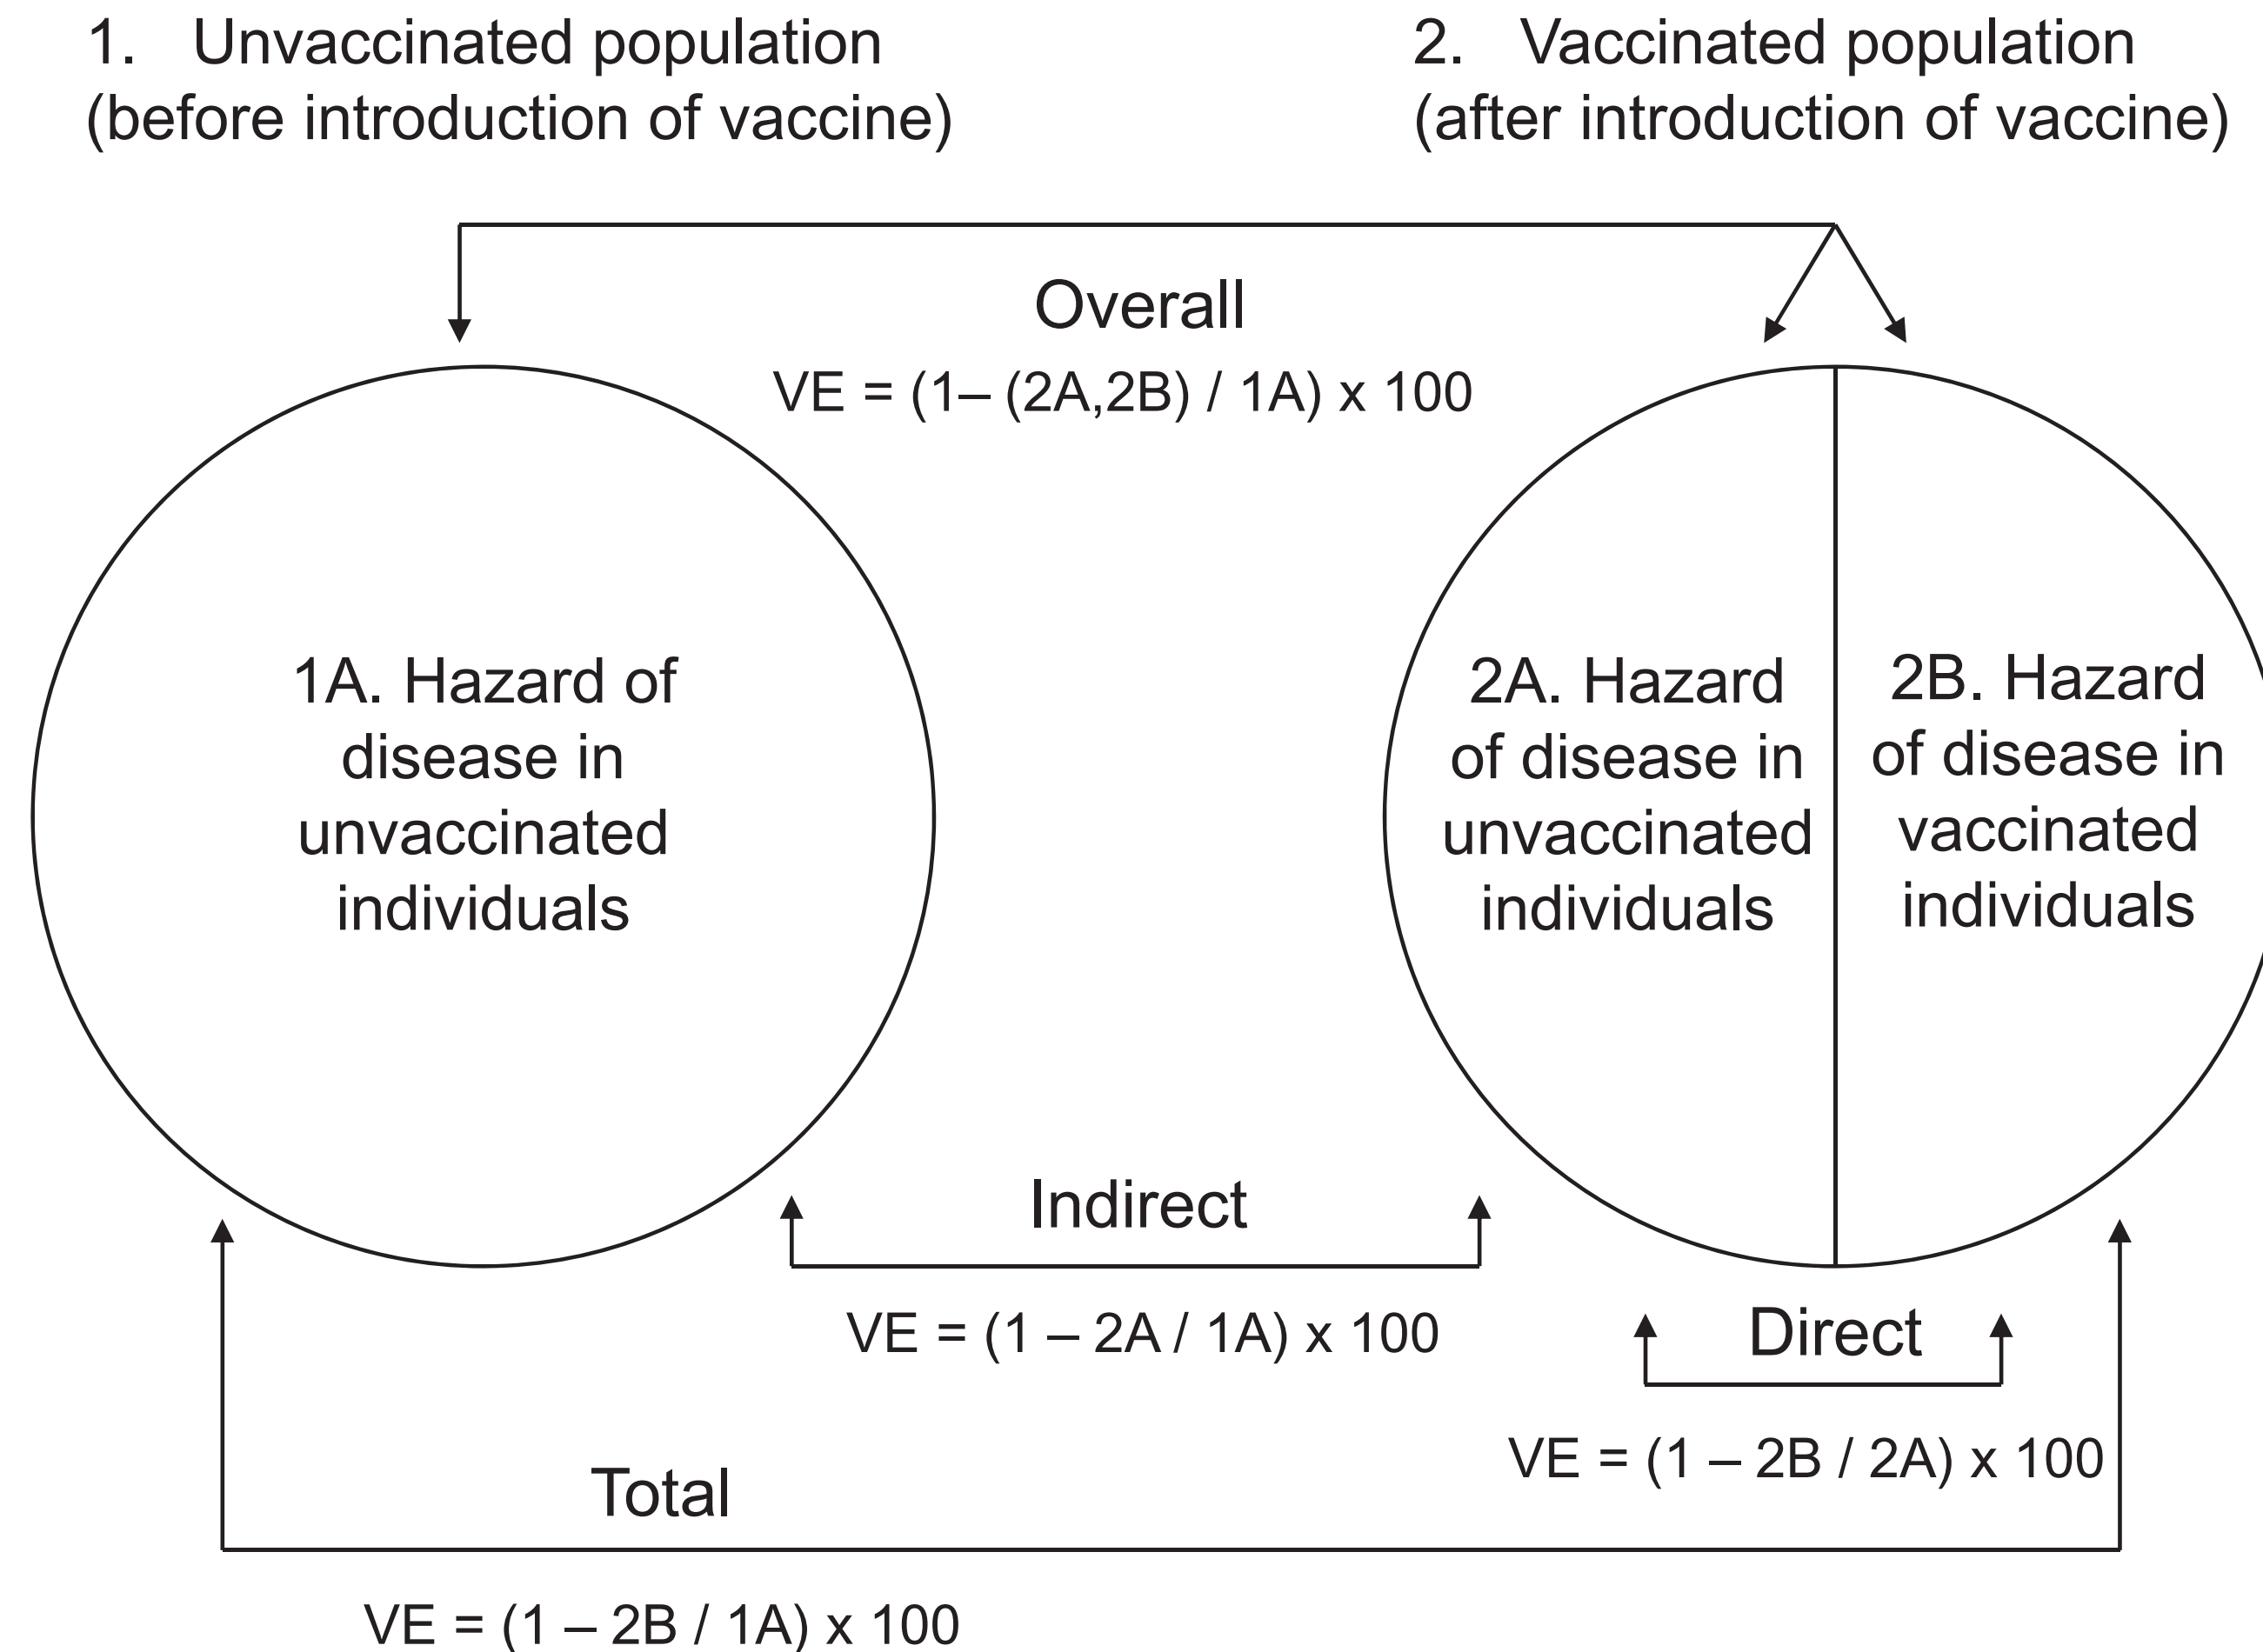 1. Unvaccinated population
(before introduction of vaccine)
2. Vaccinated population
(after introduction of vaccine)
Overall
VE = (1– (2A,2B) / 1A) x 100
1A. Hazard of
disease in
unvaccinated
individuals
2A. Hazard
of disease in
unvaccinated
individuals
2B. Hazard
of disease in
vaccinated
individuals
Indirect
VE = (1 – 2A / 1A) x 100
Direct
VE = (1 – 2B / 2A) x 100
Total
VE = (1 – 2B / 1A) x 100